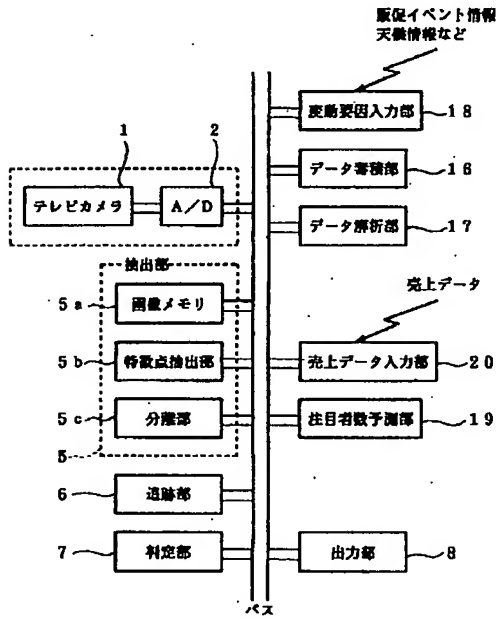 販促イベント情報
天候情報など
変動要因入力部 18
1 2
データ蓄積部 16
テレビカメラ A/D
データ解析部 17
抽出部
売上データ
5a 画像メモリ
5b 特徴点抽出部
売上データ入力部 20
5c 分離部
注目者数予測部 19
5
6 追跡部
7 判定部
出力部 8
バス